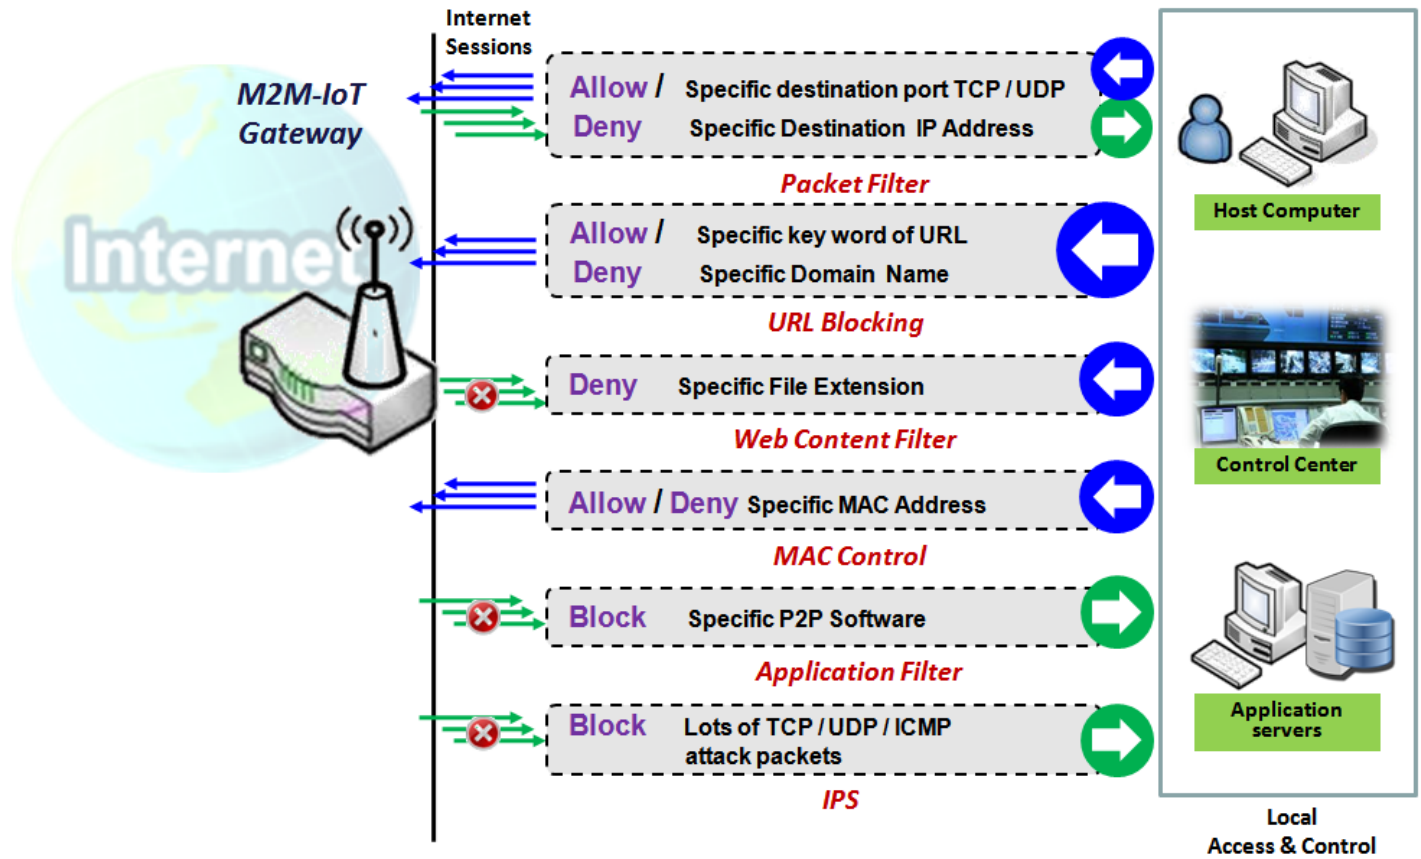 Internet
Sessions
M2M-IoT
Gateway
Internet
Allow / Specific destination port TCP / UDP
Deny Specific Destination IP Address
Packet Filter
Allow / Specific key word of URL
Deny Specific Domain Name
URL Blocking
Deny Specific File Extension
Web Content Filter
Allow / Deny Specific MAC Address
MAC Control
Block Specific P2P Software
Application Filter
Block Lots of TCP / UDP / ICMP
attack packets
IPS
Host Computer
Control Center
Application
servers
Local
Access & Control